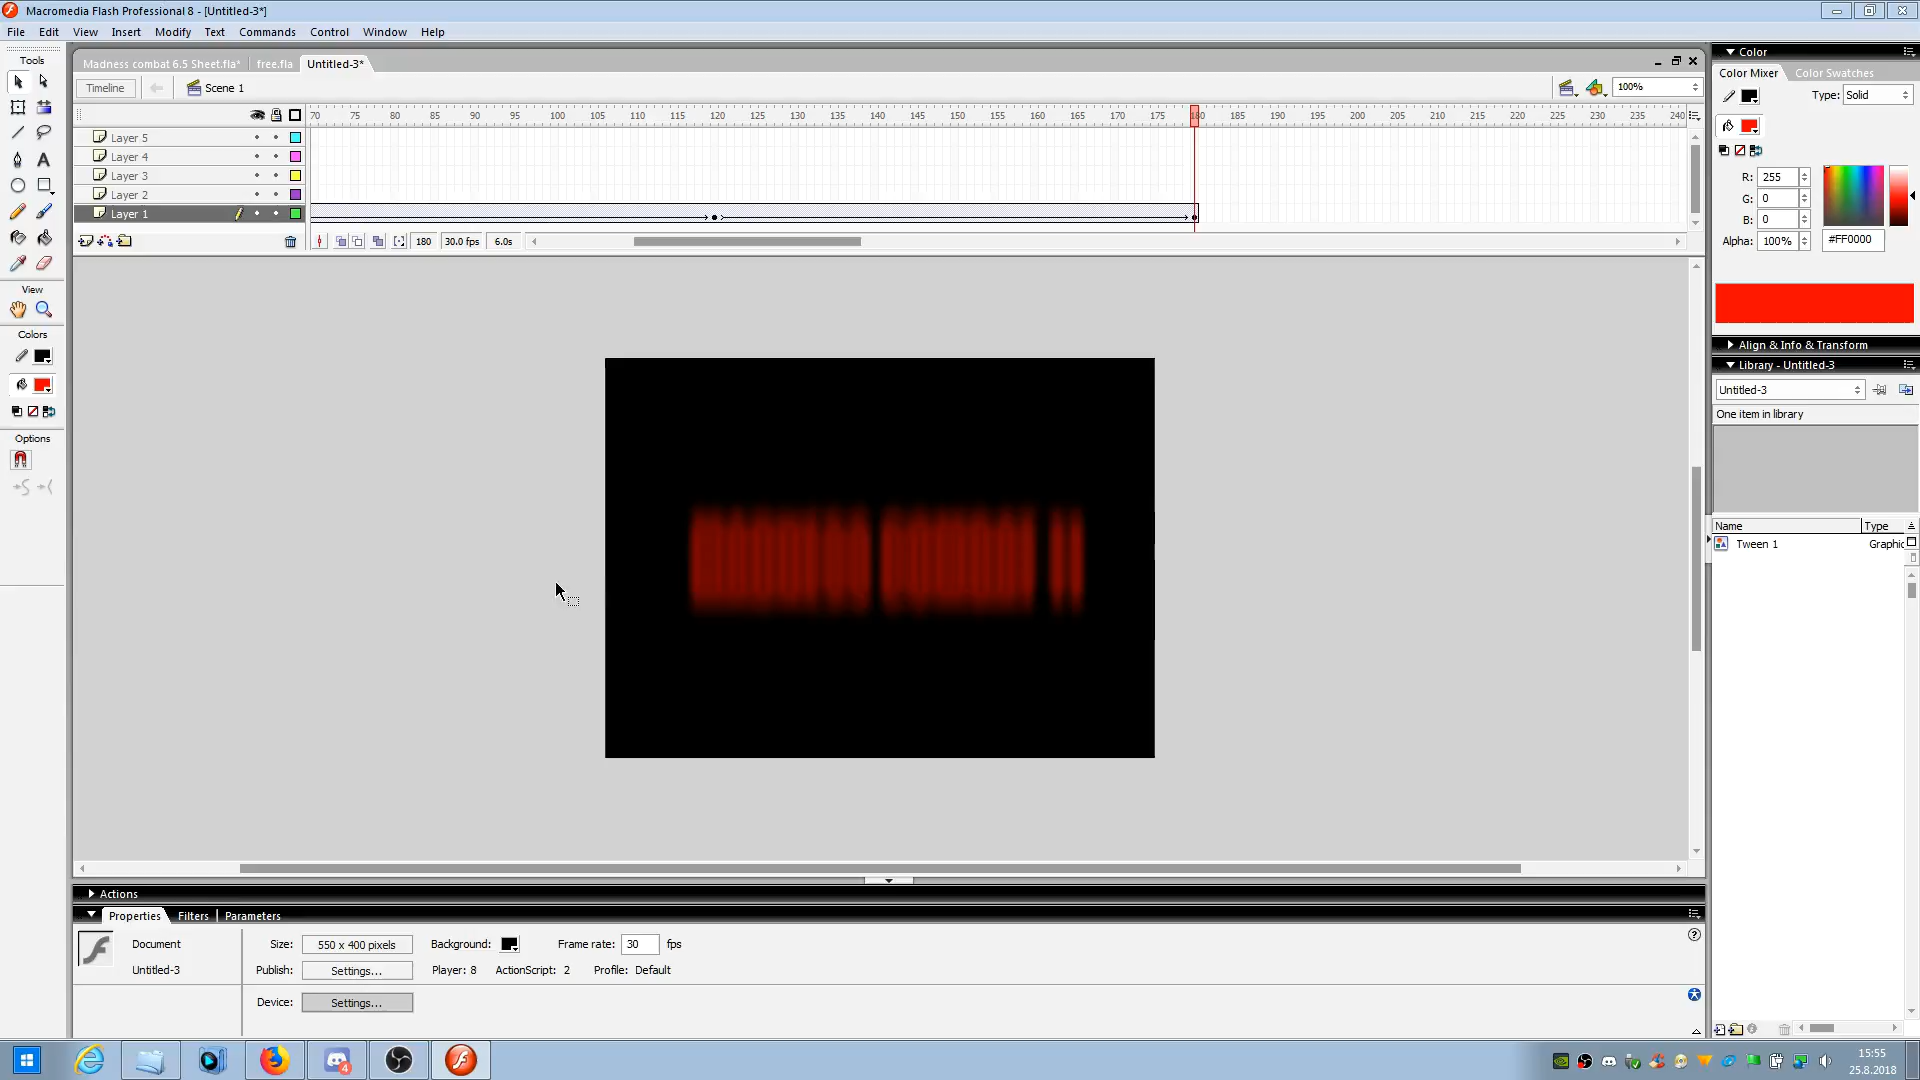 Macromedia Flash Professional 8 - [Untitled-3*]
File Edit View Insert Modify Text Commands Control Window Help
Tools
Madness combat 6.5 Sheet.fla* free.fla Untitled-3*
Timeline Scene 1 100%
70 75 80 85 90 95 100 105 110 115 120 125 130 135 140 145 150 155 160 165 170 175 180 185 190 195 200 205 210 215 220 225 230 235 240
Layer 5
Layer 4
Layer 3
Layer 2
Layer 1
180 30.0 fps 6.0s
View
Colors
Options
Color
Color Mixer Color Swatches
Type: Solid
R: 255
G: 0
B: 0
Alpha: 100% #FF0000
Align & Info & Transform
Library - Untitled-3
Untitled-3
One item in library
Name Type
Tween 1 Graphic
Actions
Properties Filters Parameters
Document Size: 550 x 400 pixels Background: Frame rate: 30 fps
Untitled-3 Publish: Settings... Player: 8 ActionScript: 2 Profile: Default
Device: Settings...
4
15:55
25.8.2018